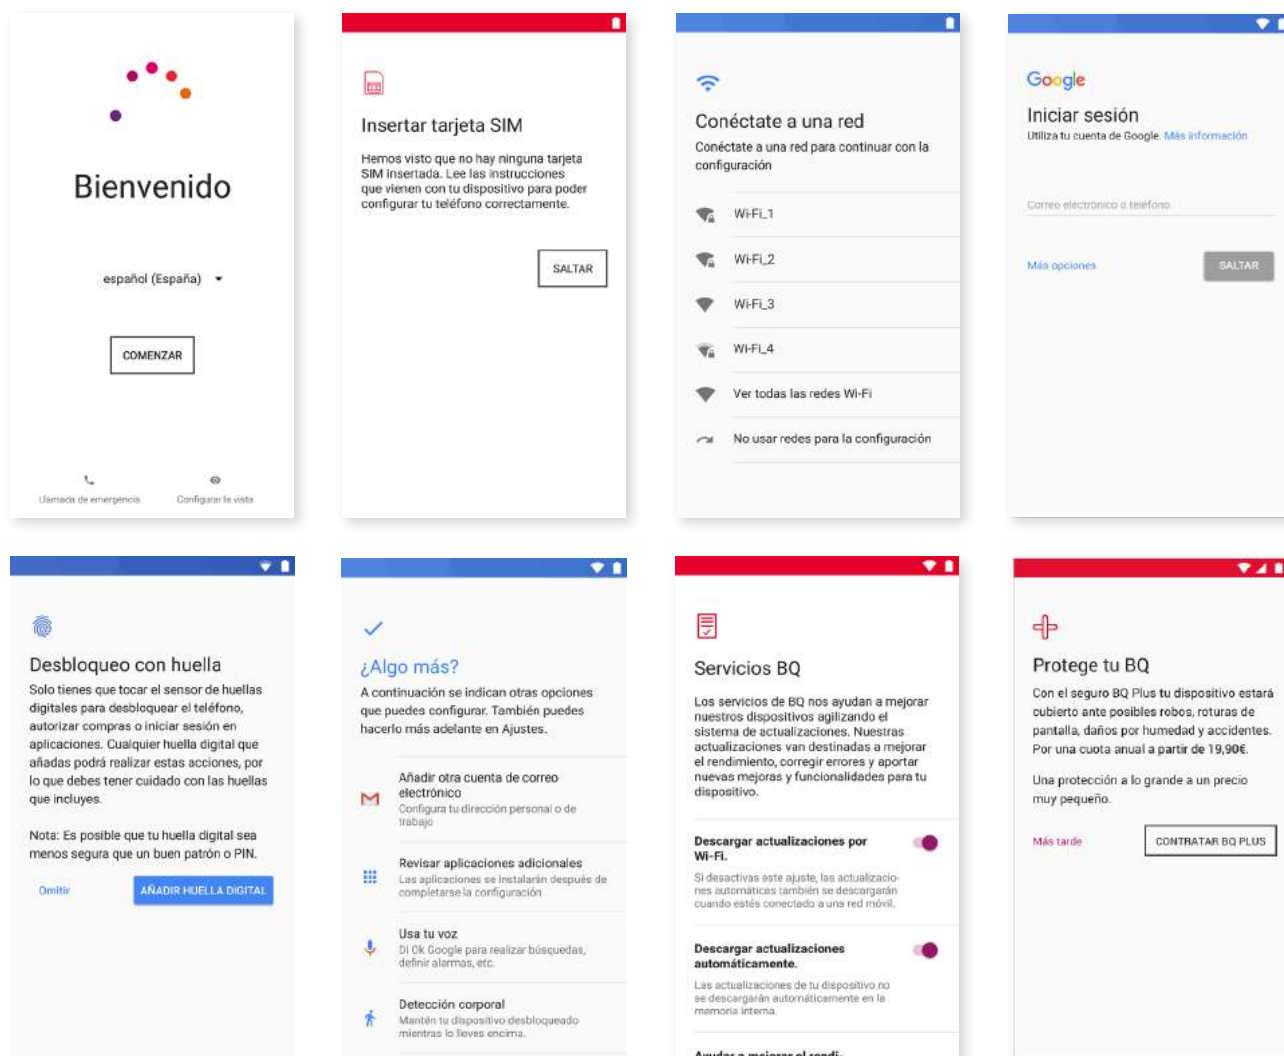 Bienvenido
español (España)
COMENZAR
Llamada de emergencia
Configurar la vista
Insertar tarjeta SIM
Hemos visto que no hay ninguna tarjeta
SIM insertada. Lee las instrucciones
que vienen con tu dispositivo para poder
configurar tu teléfono correctamente.
SALTAR
Conéctate a una red
Conéctate a una red para continuar con la
configuración
Wi-Fi_1
Wi-Fi_2
Wi-Fi_3
Wi-Fi_4
Ver todas las redes Wi-Fi
No usar redes para la configuración
Google
Iniciar sesión
Utiliza tu cuenta de Google. Más información
Correo electrónico o teléfono
Más opciones
SALTAR
Desbloqueo con huella
Solo tienes que tocar el sensor de huellas
digitales para desbloquear el teléfono,
autorizar compras o iniciar sesión en
aplicaciones. Cualquier huella digital que
añadas podrá realizar estas acciones, por
lo que debes tener cuidado con las huellas
que incluyes.
Nota: Es posible que tu huella digital sea
menos segura que un buen patrón o PIN.
Omitir
AÑADIR HUELLA DIGITAL
¿Algo más?
A continuación se indican otras opciones
que puedes configurar. También puedes
hacerlo más adelante en Ajustes.
Añadir otra cuenta de correo
electrónico
Configura tu dirección personal o de
trabajo
Revisar aplicaciones adicionales
Las aplicaciones se instalarán después de
completarse la configuración
Usa tu voz
Di Ok Google para realizar búsquedas,
definir alarmas, etc.
Detección corporal
Mantén tu dispositivo desbloqueado
mientras lo lleves encima.
Servicios BQ
Los servicios de BQ nos ayudan a mejorar
nuestros dispositivos agilizando el
sistema de actualizaciones. Nuestras
actualizaciones van destinadas a mejorar
el rendimiento, corregir errores y aportar
nuevas mejoras y funcionalidades para tu
dispositivo.
Descargar actualizaciones por
Wi-Fi.
Si desactivas este ajuste, las actualizacio-
nes automáticas también se descargarán
cuando estés conectado a una red móvil.
Descargar actualizaciones
automáticamente.
Las actualizaciones de tu dispositivo no
se descargarán automáticamente en la
memoria interna.
Ayudar a mejorar el rendi-
Protege tu BQ
Con el seguro BQ Plus tu dispositivo estará
cubierto ante posibles robos, roturas de
pantalla, daños por humedad y accidentes.
Por una cuota anual a partir de 19,90€.
Una protección a lo grande a un precio
muy pequeño.
Más tarde
CONTRATAR BQ PLUS